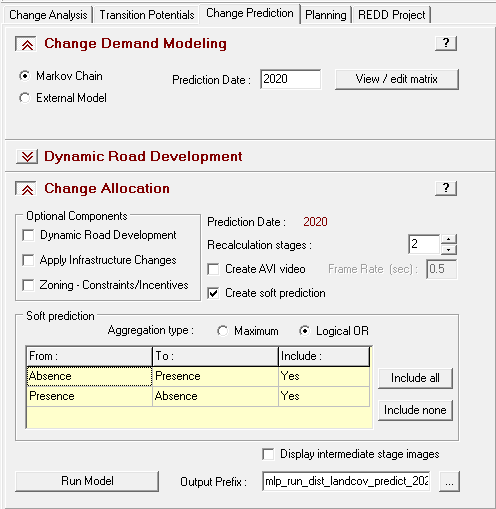 Change Analysis Transition Potentials Change Prediction Planning REDD Project
Change Demand Modeling ?
Markov Chain Prediction Date : 2020 View / edit matrix
External Model
Dynamic Road Development
Change Allocation ?
Optional Components
Prediction Date : 2020
Dynamic Road Development
Recalculation stages : 2
Apply Infrastructure Changes
Create AVI video Frame Rate (sec) : 0.5
Zoning - Constraints/Incentives
Create soft prediction
Soft prediction
Aggregation type : Maximum Logical OR
From : To : Include :
Absence Presence Yes
Include all
Presence Absence Yes
Include none
Display intermediate stage images
Run Model Output Prefix : mlp_run_dist_landcov_predict_202 ...